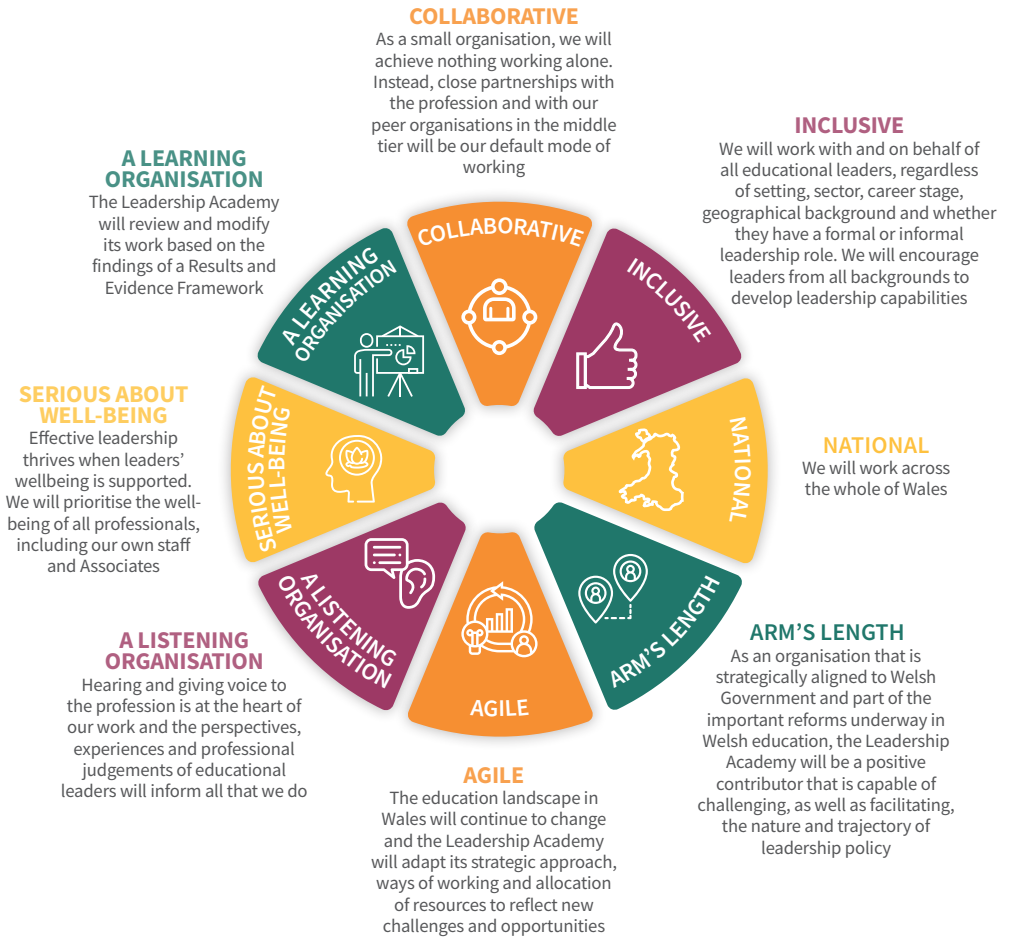 COLLABORATIVE
As a small organisation, we will
achieve nothing working alone.
Instead, close partnerships with
the profession and with our
peer organisations in the middle
tier will be our default mode of
working
INCLUSIVE
We will work with and on behalf of
all educational leaders, regardless
of setting, sector, career stage,
geographical background and whether
they have a formal or informal
leadership role. We will encourage
leaders from all backgrounds to
develop leadership capabilities
NATIONAL
We will work across
the whole of Wales
ARM'S LENGTH
As an organisation that is
strategically aligned to Welsh
Government and part of the
important reforms underway in
Welsh education, the Leadership
Academy will be a positive
contributor that is capable of
challenging, as well as facilitating,
the nature and trajectory of
leadership policy
AGILE
The education landscape in
Wales will continue to change
and the Leadership Academy
will adapt its strategic approach,
ways of working and allocation
of resources to reflect new
challenges and opportunities
A LISTENING
ORGANISATION
Hearing and giving voice to
the profession is at the heart of
our work and the perspectives,
experiences and professional
judgements of educational
leaders will inform all that we do
SERIOUS ABOUT
WELL-BEING
Effective leadership
thrives when leaders'
wellbeing is supported.
We will prioritise the well-
being of all professionals,
including our own staff
and Associates
A LEARNING
ORGANISATION
The Leadership Academy
will review and modify
its work based on the
findings of a Results and
Evidence Framework
COLLABORATIVE
INCLUSIVE
NATIONAL
ARM'S LENGTH
AGILE
A LISTENING
ORGANISATION
SERIOUS ABOUT
WELL-BEING
A LEARNING
ORGANISATION